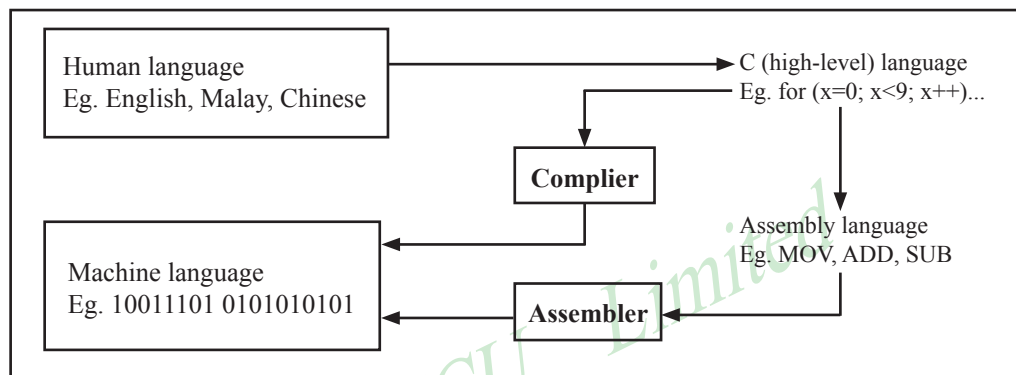 Human language
Eg. English, Malay, Chinese
C (high-level) language
Eg. for (x=0; x<9; x++)...
Complier
Machine language
Eg. 10011101 0101010101
Assembly language
Eg. MOV, ADD, SUB
Assembler
Limited